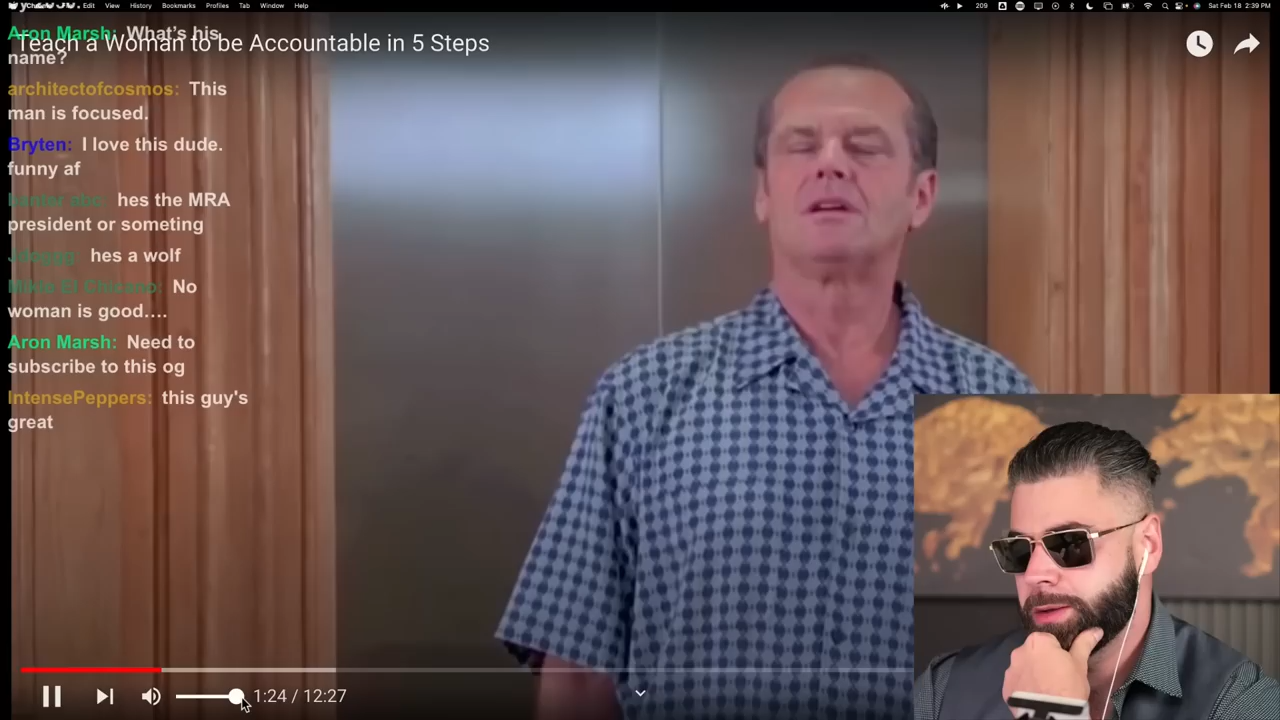 Edit View History Bookmarks Profiles Tab Window Help
209
Sat Feb 18 2:39 PM
Teach a Woman to be Accountable in 5 Steps
Aron Marsh: What's his
name?
architectofcosmos: This
man is focused.
Bryten: I love this dude.
funny af
hes the MRA
president or someting
hes a wolf
No
woman is good....
Aron Marsh: Need to
subscribe to this og
IntensePeppers: this guy's
great
1:24 / 12:27